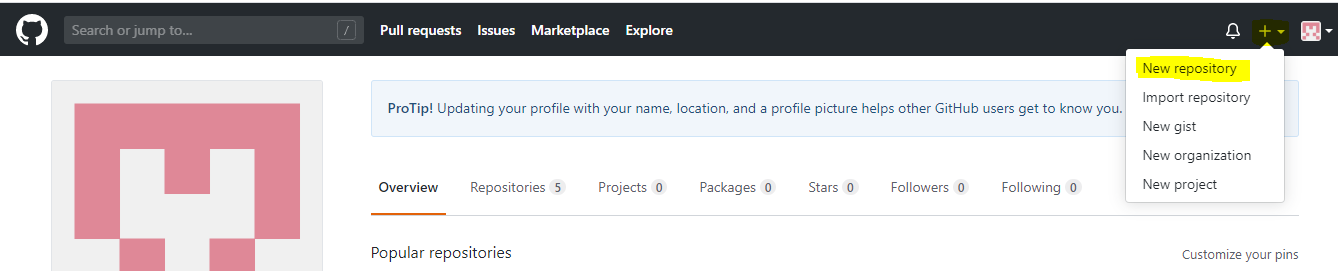 Search or jump to... / Pull requests Issues Marketplace Explore
New repository
Import repository
New gist
New organization
New project
ProTip! Updating your profile with your name, location, and a profile picture helps other GitHub users get to know you.
Overview Repositories 5 Projects 0 Packages 0 Stars 0 Followers 0 Following 0
Popular repositories Customize your pins